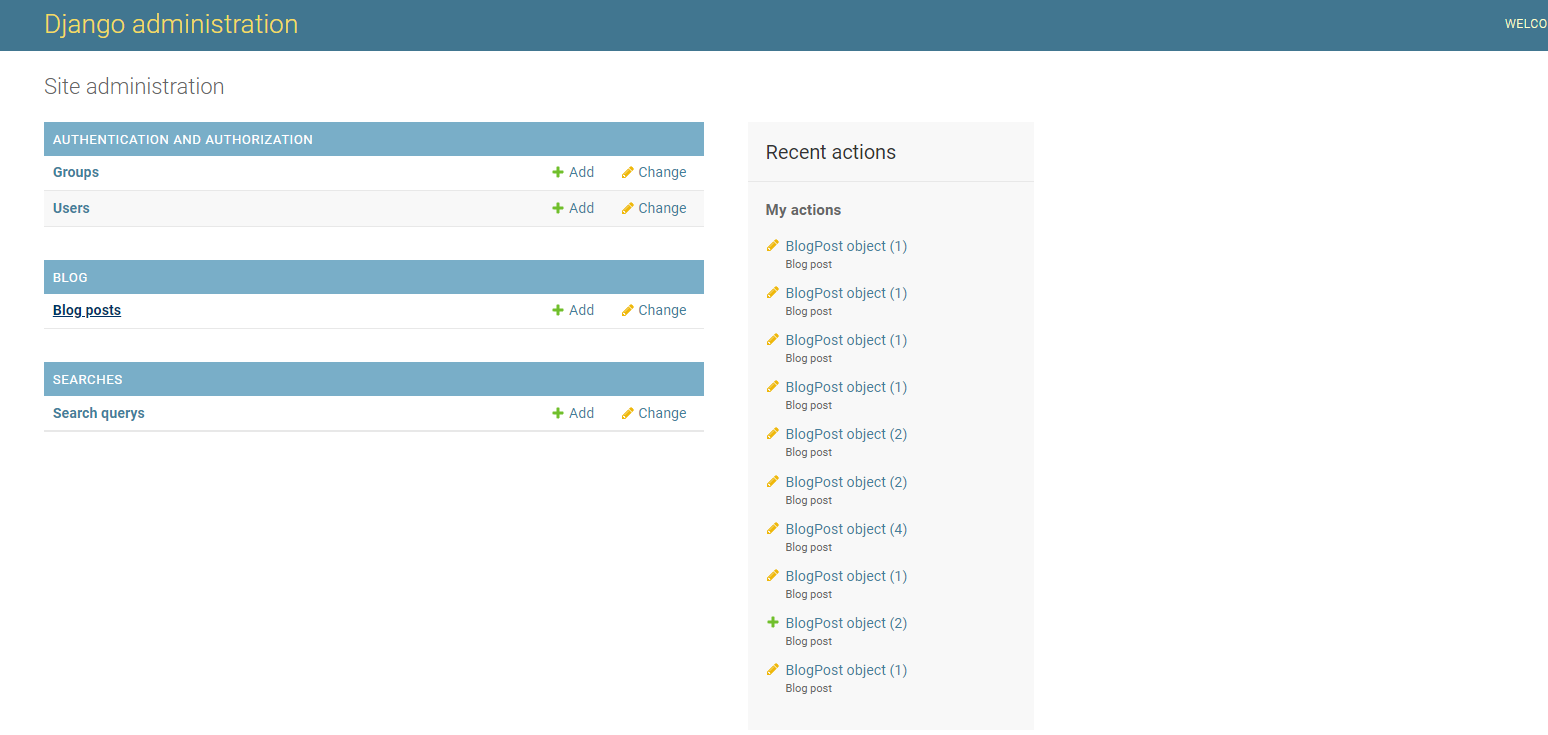 Django administration
WELCO
Site administration
AUTHENTICATION AND AUTHORIZATION
Groups Add Change
Users Add Change
BLOG
Blog posts Add Change
SEARCHES
Search querys Add Change
Recent actions
My actions
BlogPost object (1)
Blog post
BlogPost object (1)
Blog post
BlogPost object (1)
Blog post
BlogPost object (1)
Blog post
BlogPost object (2)
Blog post
BlogPost object (2)
Blog post
BlogPost object (4)
Blog post
BlogPost object (1)
Blog post
BlogPost object (2)
Blog post
BlogPost object (1)
Blog post